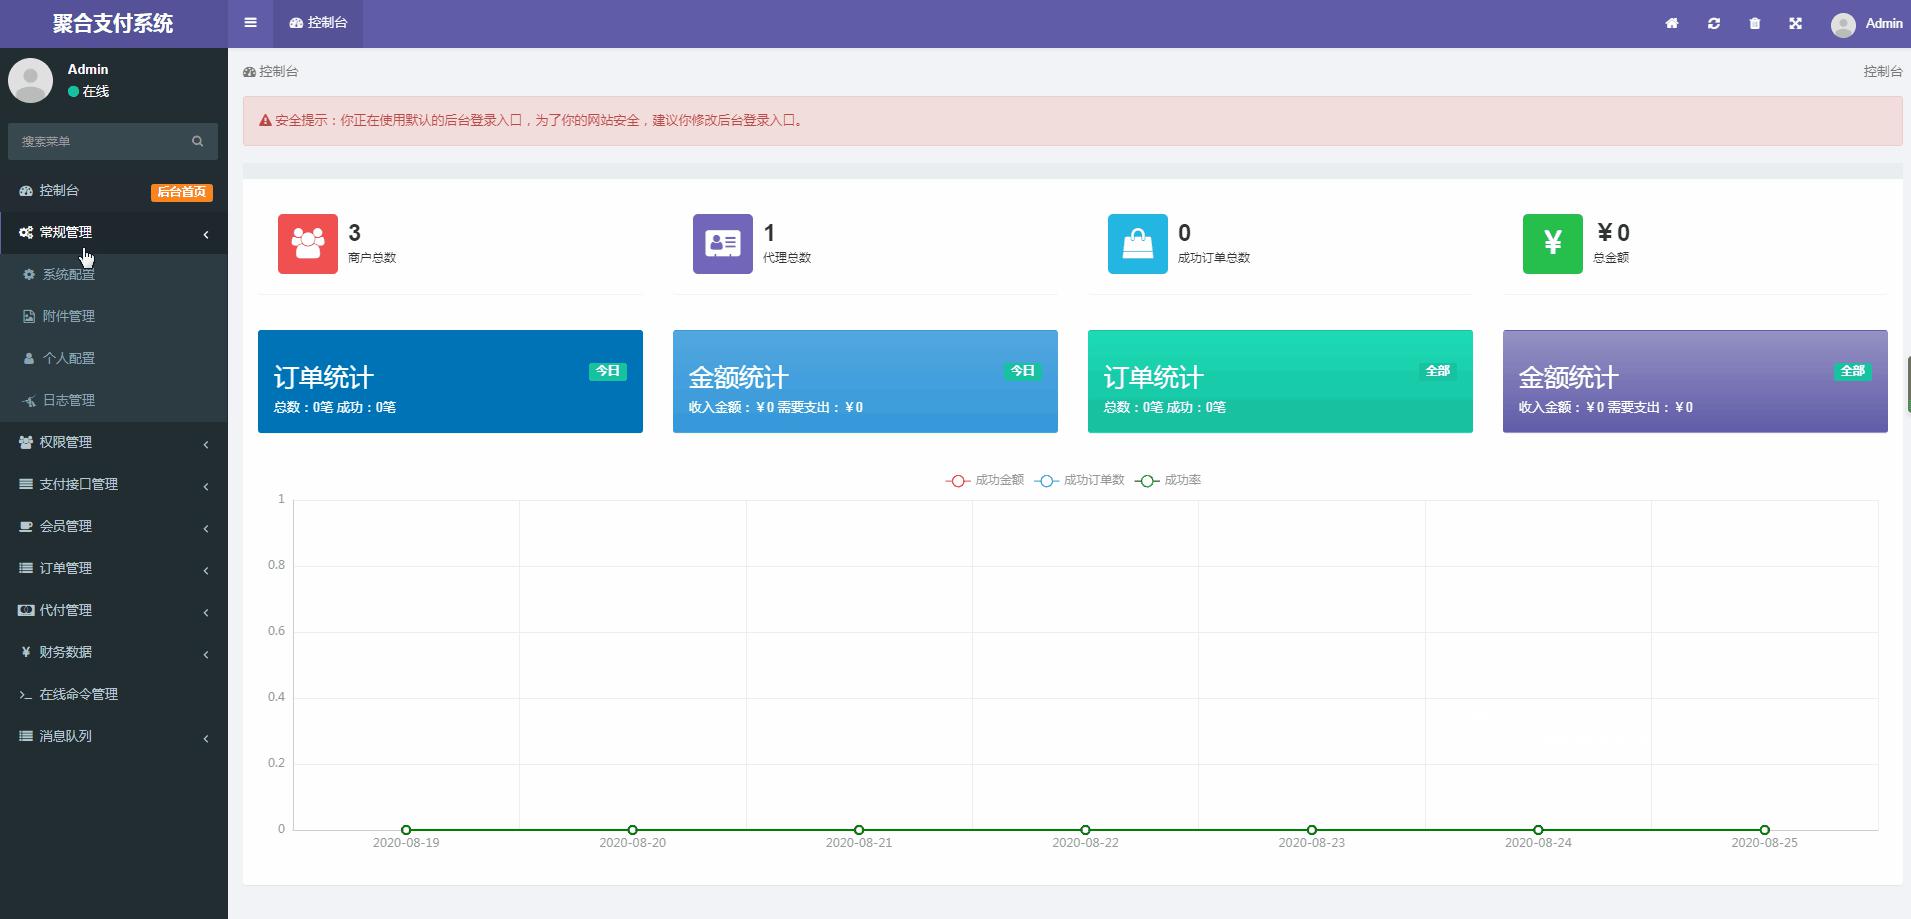 聚合支付系统
控制台
Admin
Admin
在线
搜索菜单
控制台 后台首页
常规管理
系统配置
附件管理
个人配置
日志管理
权限管理
支付接口管理
会员管理
订单管理
代付管理
财务数据
在线命令管理
消息队列
控制台
控制台
安全提示：你正在使用默认的后台登录入口，为了你的网站安全，建议你修改后台登录入口。
3
商户总数
1
代理总数
0
成功订单总数
¥
￥0
总金额
订单统计 今日
总数：0笔 成功：0笔
金额统计 今日
收入金额：￥0 需要支出：￥0
订单统计 全部
总数：0笔 成功：0笔
金额统计 全部
收入金额：￥0 需要支出：￥0
成功金额 成功订单数 成功率
1
0.8
0.6
0.4
0.2
0
2020-08-19 2020-08-20 2020-08-21 2020-08-22 2020-08-23 2020-08-24 2020-08-25